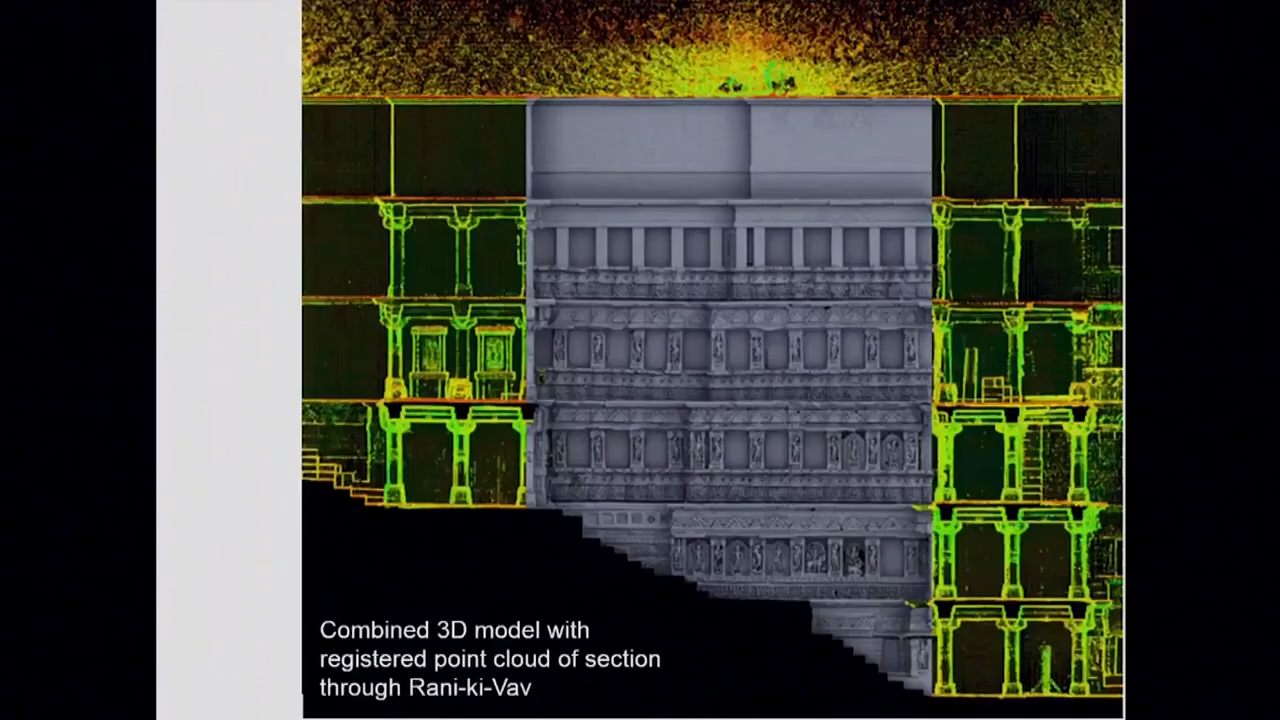 Combined 3D model with
registered point cloud of section
through Rani-ki-Vav